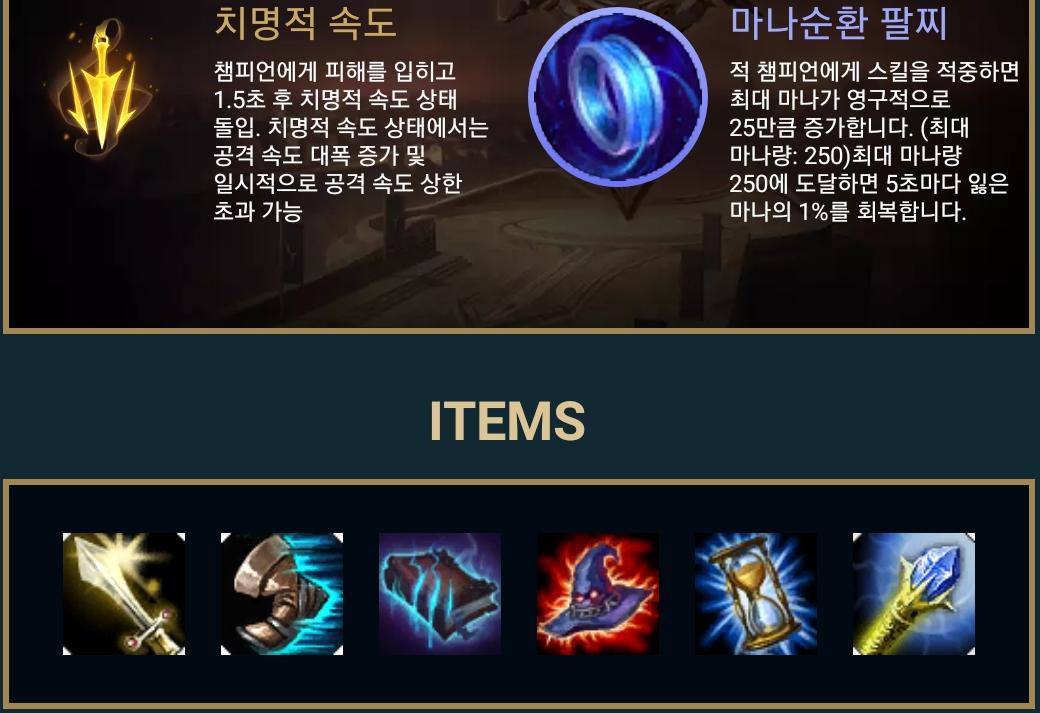 치명적 속도
챔피언에게 피해를 입히고
1.5초 후 치명적 속도 상태
돌입. 치명적 속도 상태에서는
공격 속도 대폭 증가 및
일시적으로 공격 속도 상한
초과 가능
마나순환 팔찌
적 챔피언에게 스킬을 적중하면
최대 마나가 영구적으로
25만큼 증가합니다. (최대
마나량: 250)최대 마나량
250에 도달하면 5초마다 잃은
마나의 1%를 회복합니다.
ITEMS